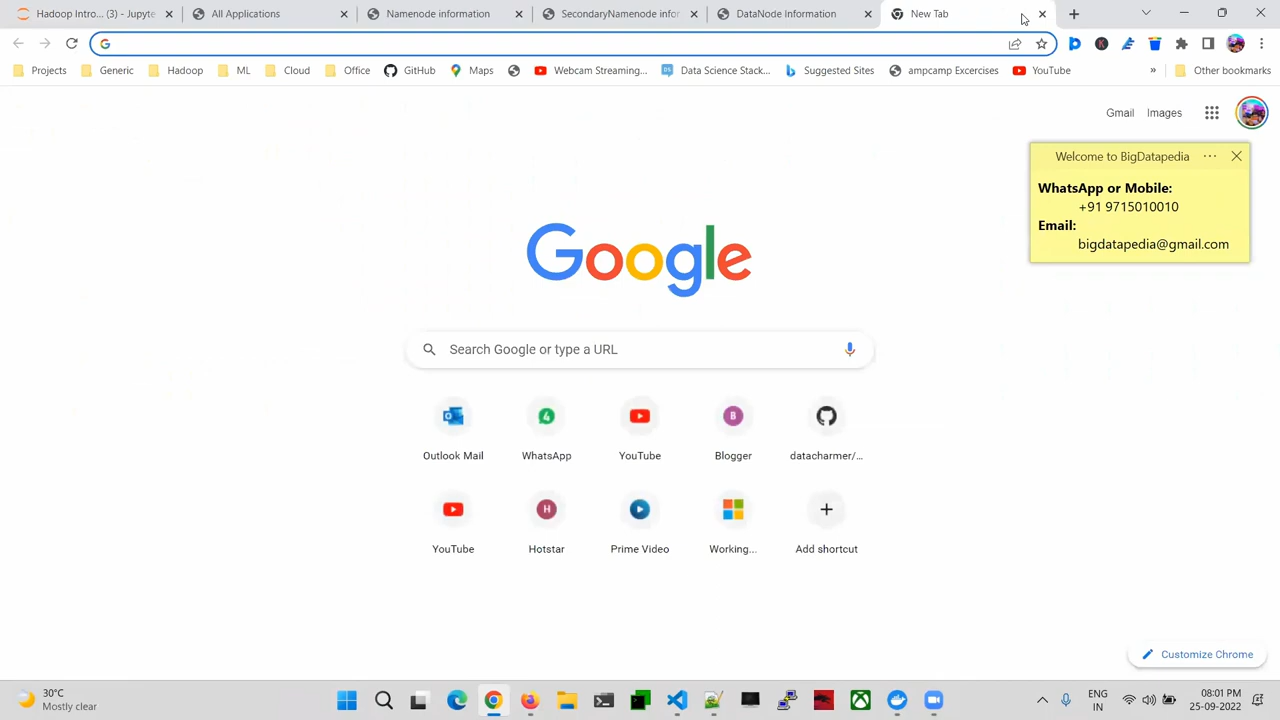 Hadoop Intro... (3) - Jupyte
All Applications
Namenode information
SecondaryNamenode info
DataNode Information
New Tab
Projects
Generic
Hadoop
ML
Cloud
Office
GitHub
Maps
Webcam Streaming...
Data Science Stack...
Suggested Sites
ampcamp Excercises
YouTube
»
Other bookmarks
Gmail
Images
Welcome to BigDatapedia
WhatsApp or Mobile:
+91 9715010010
Email:
bigdatapedia@gmail.com
Google
Search Google or type a URL
Outlook Mail
WhatsApp
YouTube
Blogger
datacharmer/...
YouTube
Hotstar
Prime Video
Working...
Add shortcut
Customize Chrome
30°C
Mostly clear
ENG
IN
08:01 PM
25-09-2022